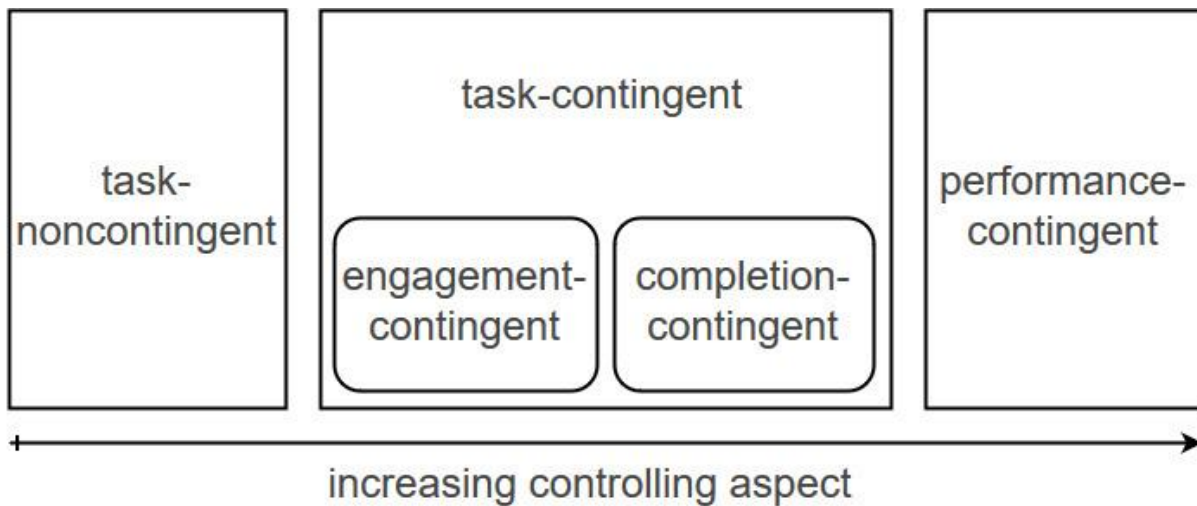 task-
noncontingent
task-contingent
engagement-
contingent
completion-
contingent
performance-
contingent
increasing controlling aspect